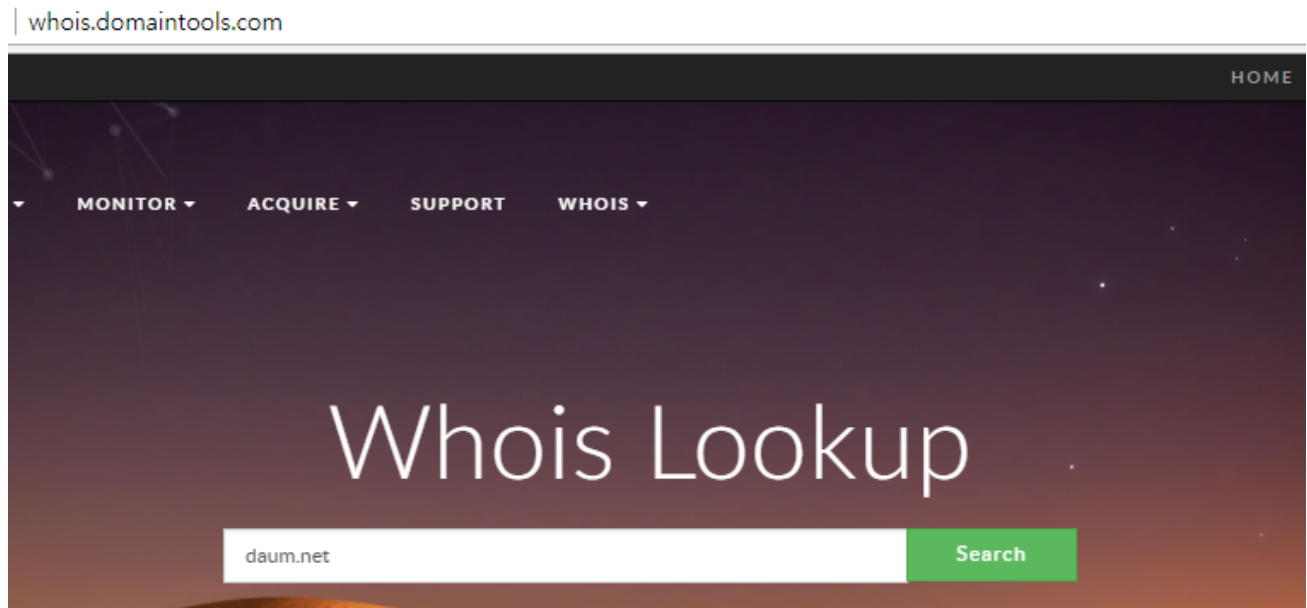 whois.domaintools.com
HOME
MONITOR ACQUIRE SUPPORT WHOIS
Whois Lookup
daum.net Search